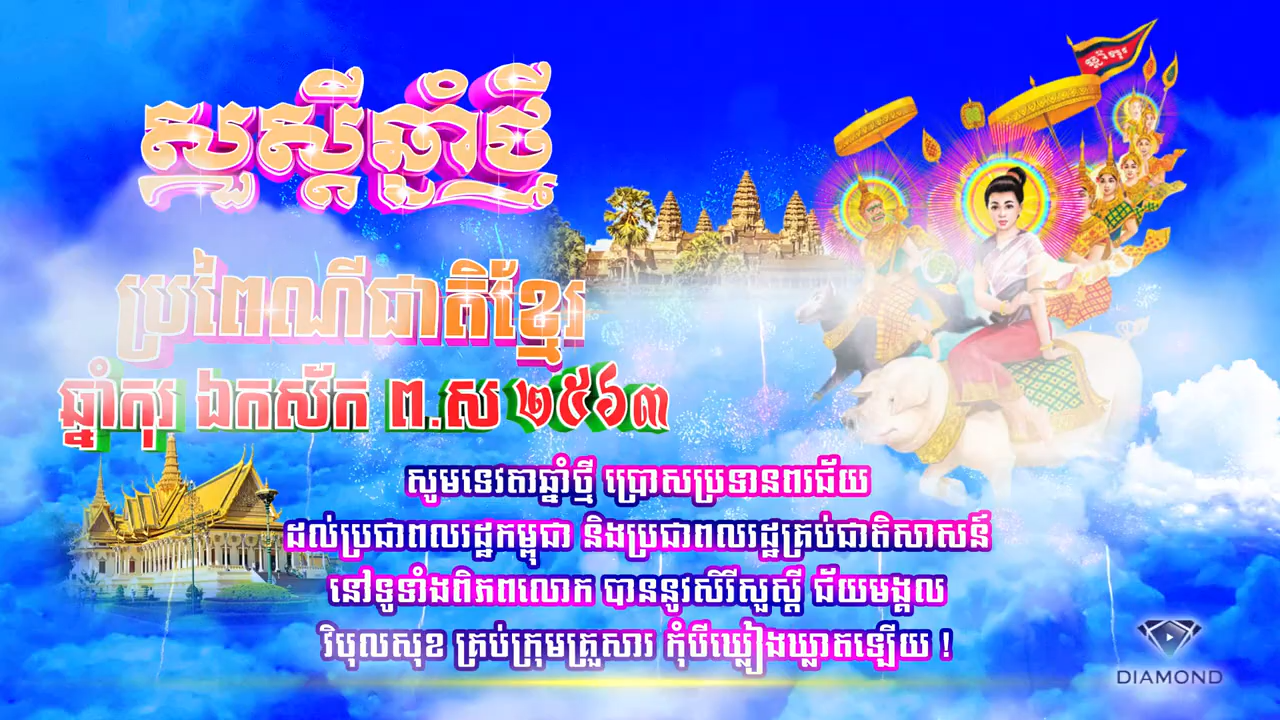 សួស្តីឆ្នាំថ្មី
ប្រពៃណីជាតិខ្មែរ
ឆ្នាំកុរ ឯកស័ក ព.ស ២៥៦៣
សូមទេវតាឆ្នាំថ្មី ប្រោសប្រទានពរជ័យ
ដល់ប្រជាពលរដ្ឋកម្ពុជា និងប្រជាពលរដ្ឋគ្រប់ជាតិសាសន៍
នៅទូទាំងពិភពលោក បាននូវសិរីសួស្តី ជ័យមង្គល
វិបុលសុខ គ្រប់ក្រុមគ្រួសារ កុំបីឃ្លៀងឃ្លាតឡើយ !
DIAMOND